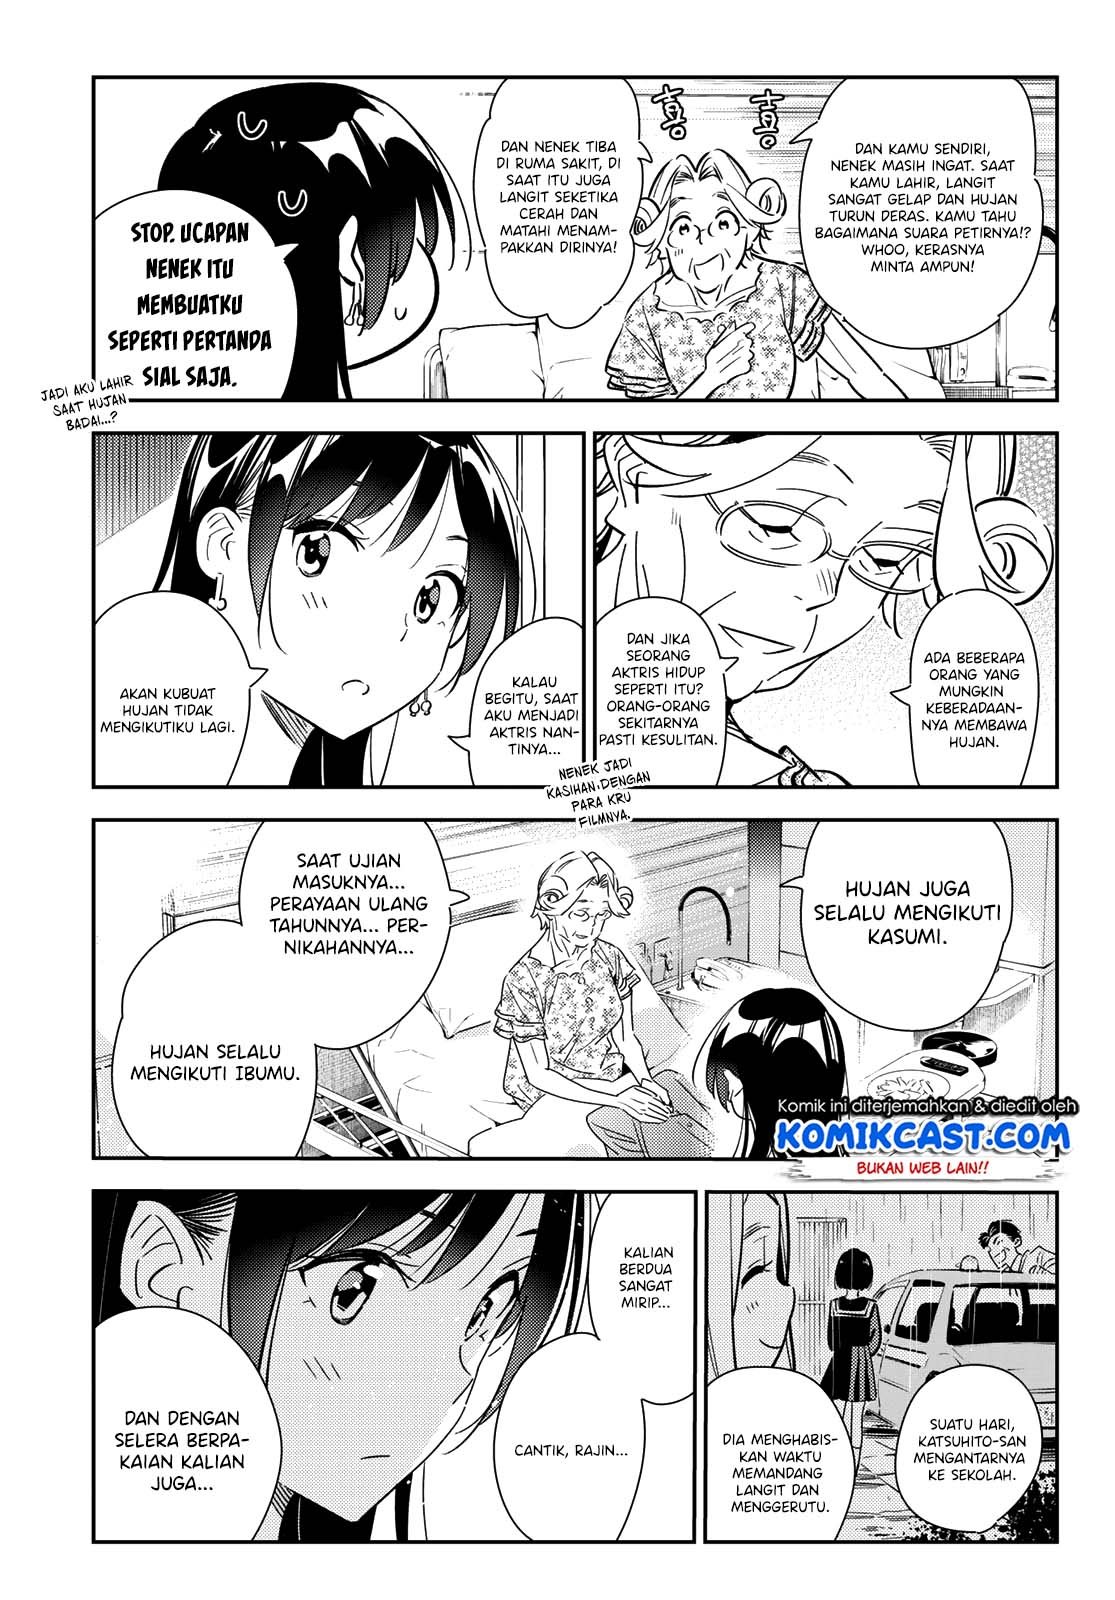 DAN KAMU SENDIRI,
NENEK MASIH INGAT. SAAT
KAMU LAHIR, LANGIT
SANGAT GELAP DAN HUJAN
TURUN DERAS. KAMU TAHU
BAGAIMANA SUARA PETIRNYA!?
WHOO, KERASNYA
MINTA AMPUN!
喜
喜
DAN NENEK TIBA
DI RUMA SAKIT, DI
SAAT ITU JUGA
LANGIT SEKETIKA
CERAH DAN
MATAHI MENAM-
PAKKAN DIRINYA!
STOP. UCAPAN
NENEK ITU
MEMBUATKU
SEPERTI PERTANDA
SIAL SAJA.
JADI AKU LAHIR
SAAT HUJAN
BADAI...?
ADA BEBERAPA
ORANG YANG
MUNGKIN
KEBERADAAN-
NYA MEMBAWA
HUJAN.
DAN JIKA
SEORANG
AKTRIS HIDUP
SEPERTI ITU?
ORANG-ORANG
SEKITARNYA
PASTI KESULITAN.
NENEK JADI
KASIHAN DENGAN
PARA KRU
FILMNYA.
KALAU
BEGITU, SAAT
AKU MENJADI
AKTRIS NAN-
TINYA...
AKAN KUBUAT
HUJAN TIDAK
MENGIKUTIKU LAGI.
HUJAN JUGA
SELALU MENGIKUTI
KASUMI.
SAAT UJIAN
MASUKNYA...
PERAYAAN ULANG
TAHUNNYA... PER-
NIKAHANNYA...
HUJAN SELALU
MENGIKUTI IBUMU.
Komik ini diterjemahkan & diedit oleh
KOMIKCAST.COM
BUKAN WEB LAIN!!
SUATU HARI,
KATSUHITO-SAN
MENGANTARNYA
KE SEKOLAH.
DIA MENGHABIS-
KAN WAKTU
MEMANDANG
LANGIT DAN
MENGGERUTU.
KALIAN
BERDUA
SANGAT
MIRIP...
CANTIK, RAJIN...
DAN DENGAN
SELERA BERPA-
KAIAN KALIAN
JUGA...